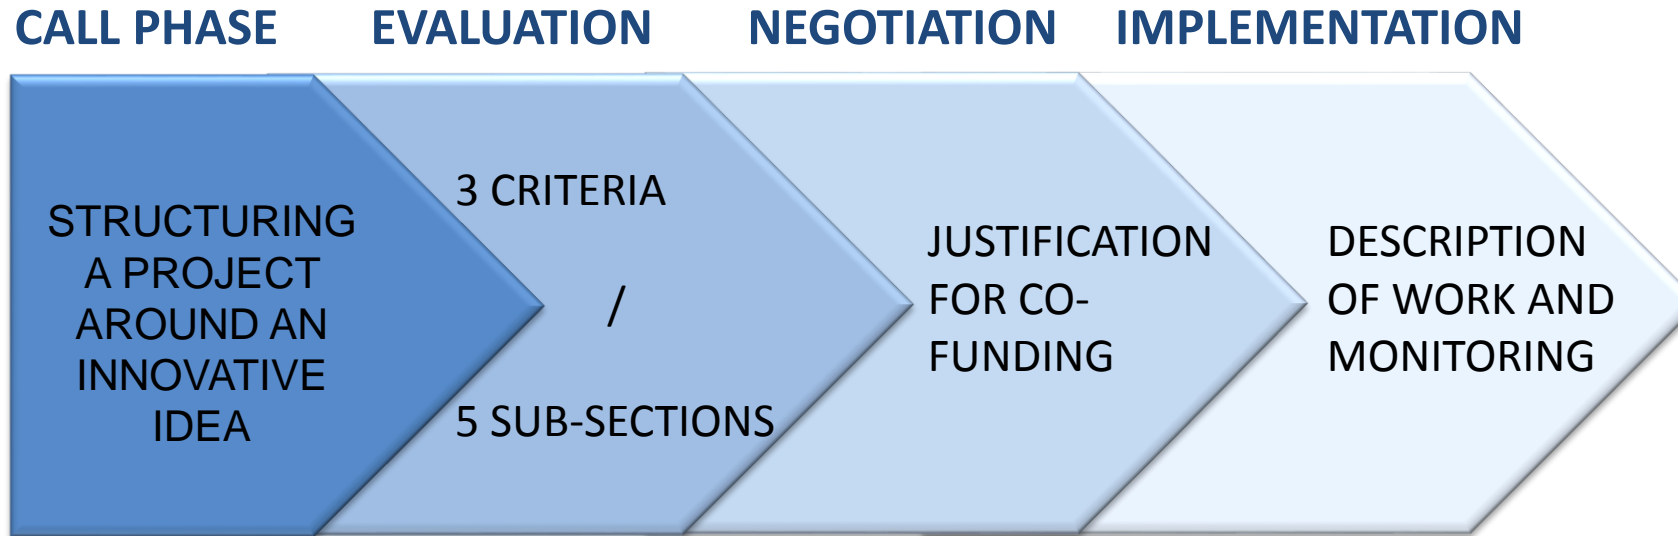 CALL PHASE EVALUATION NEGOTIATION IMPLEMENTATION
STRUCTURING
A PROJECT
AROUND AN
INNOVATIVE
IDEA
3 CRITERIA
/
5 SUB-SECTIONS
JUSTIFICATION
FOR CO-
FUNDING
DESCRIPTION
OF WORK AND
MONITORING